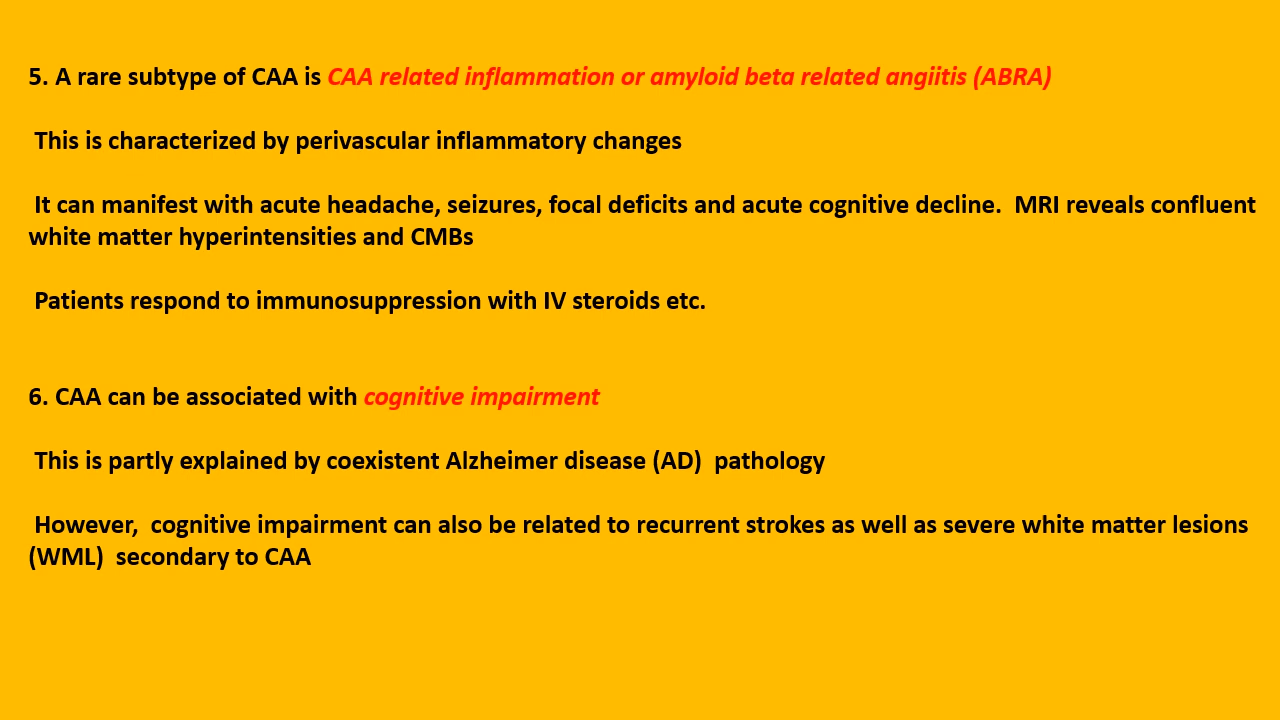 5. A rare subtype of CAA is CAA related inflammation or amyloid beta related angiitis (ABRA)
This is characterized by perivascular inflammatory changes
It can manifest with acute headache, seizures, focal deficits and acute cognitive decline.  MRI reveals confluent
white matter hyperintensities and CMBs
Patients respond to immunosuppression with IV steroids etc.
6. CAA can be associated with cognitive impairment
This is partly explained by coexistent Alzheimer disease (AD)  pathology
However,  cognitive impairment can also be related to recurrent strokes as well as severe white matter lesions
(WML)  secondary to CAA